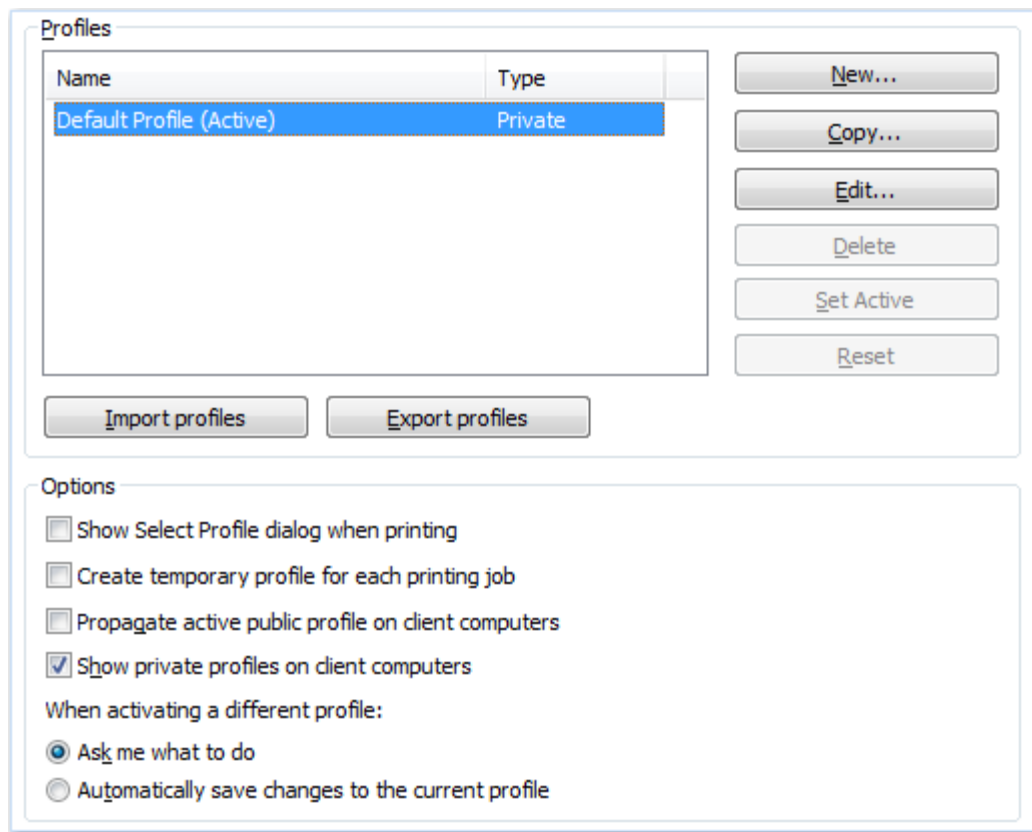 Profiles
Name Type
Default Profile (Active) Private
New...
Copy...
Edit...
Delete
Set Active
Reset
Import profiles Export profiles
Options
Show Select Profile dialog when printing
Create temporary profile for each printing job
Propagate active public profile on client computers
Show private profiles on client computers
When activating a different profile:
Ask me what to do
Automatically save changes to the current profile